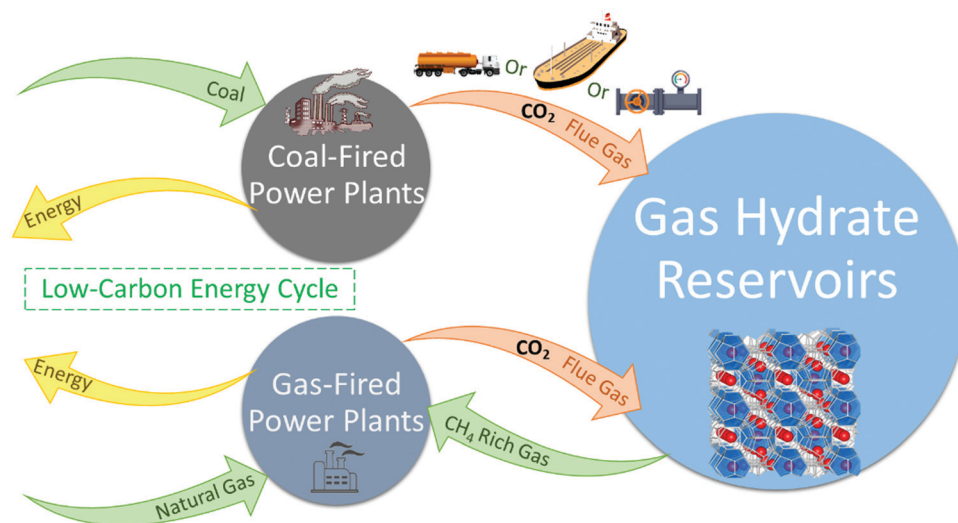 Coal
Or
Or
CO₂ Flue Gas
Coal-Fired
Power Plants
Energy
Gas Hydrate
Reservoirs
Low-Carbon Energy Cycle
CO₂ Flue Gas
Energy
Gas-Fired
Power Plants
CH₄ Rich Gas
Natural Gas